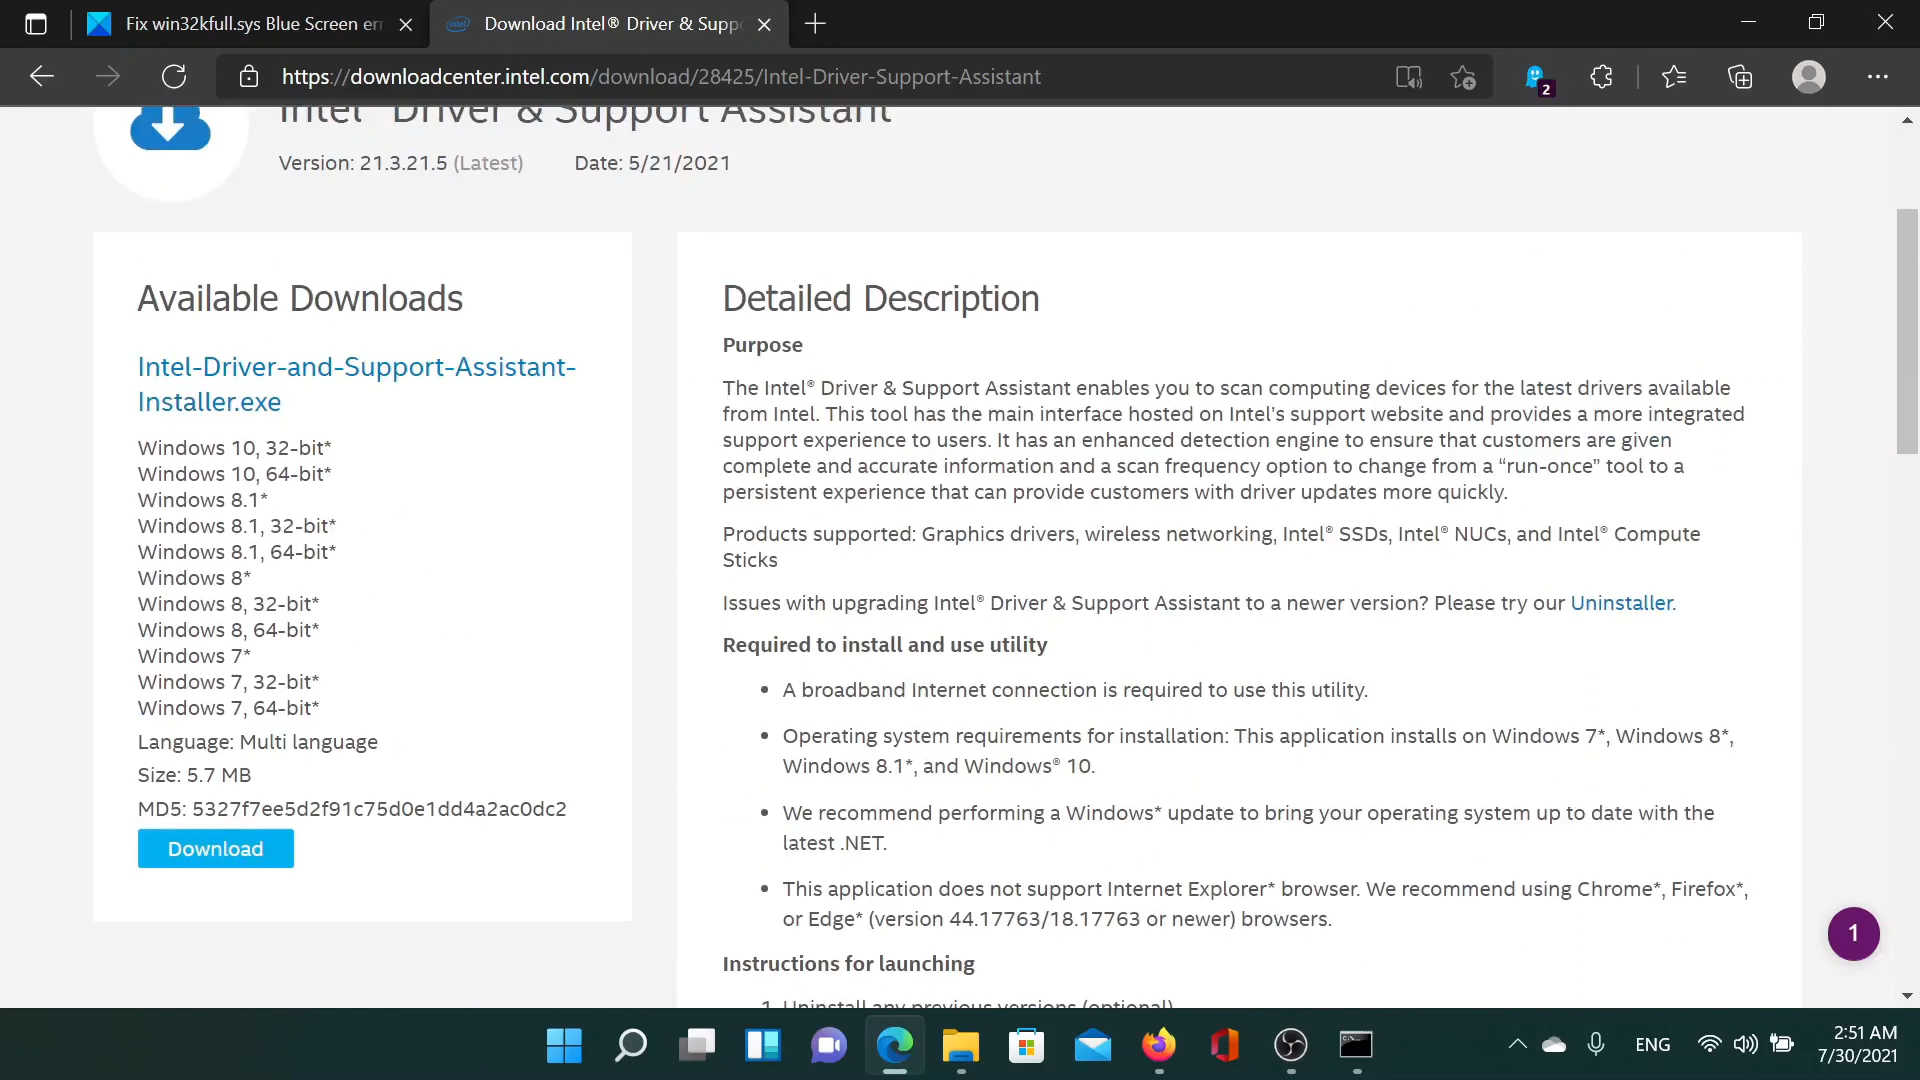 Fix win32kfull.sys Blue Screen err
intel
Download Intel® Driver & Suppo
https://downloadcenter.intel.com/download/28425/Intel-Driver-Support-Assistant
2
Intel® Driver & Support Assistant
Version: 21.3.21.5 (Latest)
Date: 5/21/2021
Available Downloads
Intel-Driver-and-Support-Assistant-
Installer.exe
Windows 10, 32-bit*
Windows 10, 64-bit*
Windows 8.1*
Windows 8.1, 32-bit*
Windows 8.1, 64-bit*
Windows 8*
Windows 8, 32-bit*
Windows 8, 64-bit*
Windows 7*
Windows 7, 32-bit*
Windows 7, 64-bit*
Language: Multi language
Size: 5.7 MB
MD5: 5327f7ee5d2f91c75d0e1dd4a2ac0dc2
Download
Detailed Description
Purpose
The Intel® Driver & Support Assistant enables you to scan computing devices for the latest drivers available
from Intel. This tool has the main interface hosted on Intel’s support website and provides a more integrated
support experience to users. It has an enhanced detection engine to ensure that customers are given
complete and accurate information and a scan frequency option to change from a “run-once” tool to a
persistent experience that can provide customers with driver updates more quickly.
Products supported: Graphics drivers, wireless networking, Intel® SSDs, Intel® NUCs, and Intel® Compute
Sticks
Issues with upgrading Intel® Driver & Support Assistant to a newer version? Please try our Uninstaller.
Required to install and use utility
• A broadband Internet connection is required to use this utility.
• Operating system requirements for installation: This application installs on Windows 7*, Windows 8*,
Windows 8.1*, and Windows® 10.
• We recommend performing a Windows* update to bring your operating system up to date with the
latest .NET.
• This application does not support Internet Explorer* browser. We recommend using Chrome*, Firefox*,
or Edge* (version 44.17763/18.17763 or newer) browsers.
Instructions for launching
1. Uninstall any previous versions (optional)
1
ENG
2:51 AM
7/30/2021